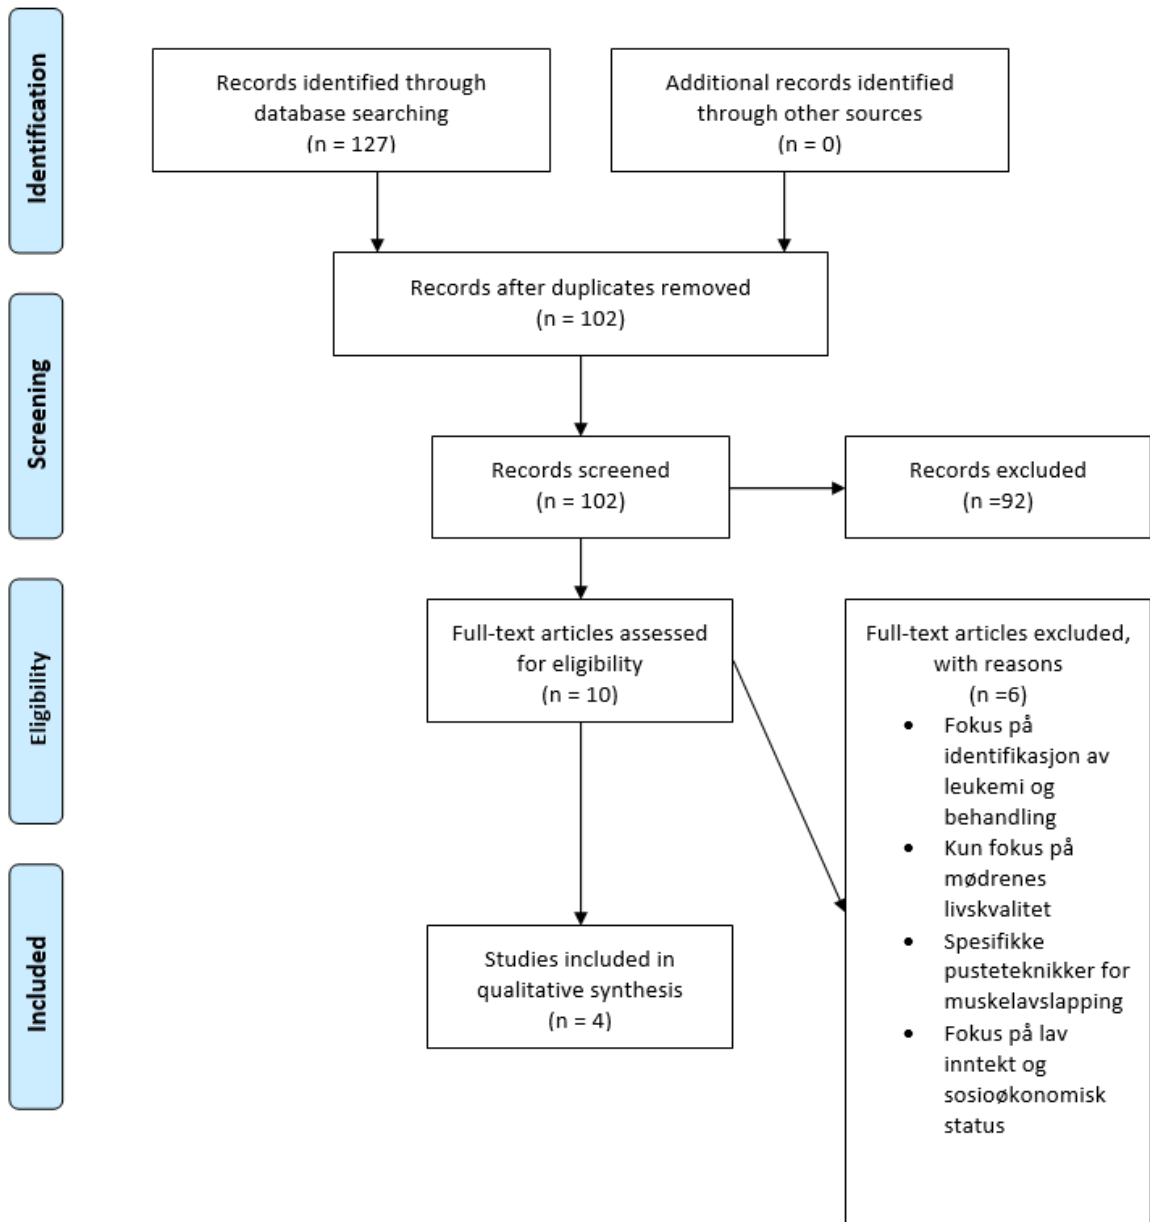 Identification
Records identified through
database searching
(n = 127)
Additional records identified
through other sources
(n = 0)
Records after duplicates removed
(n = 102)
Screening
Records screened
(n = 102)
Records excluded
(n =92)
Eligibility
Full-text articles assessed
for eligibility
(n = 10)
Full-text articles excluded,
with reasons
(n =6)
• Fokus på
identifikasjon av
leukemi og
behandling
• Kun fokus på
mødrenes
livskvalitet
• Spesifikke
pusteteknikker for
muskelavslapping
• Fokus på lav
inntekt og
sosioøkonomisk
status
Included
Studies included in
qualitative synthesis
(n = 4)